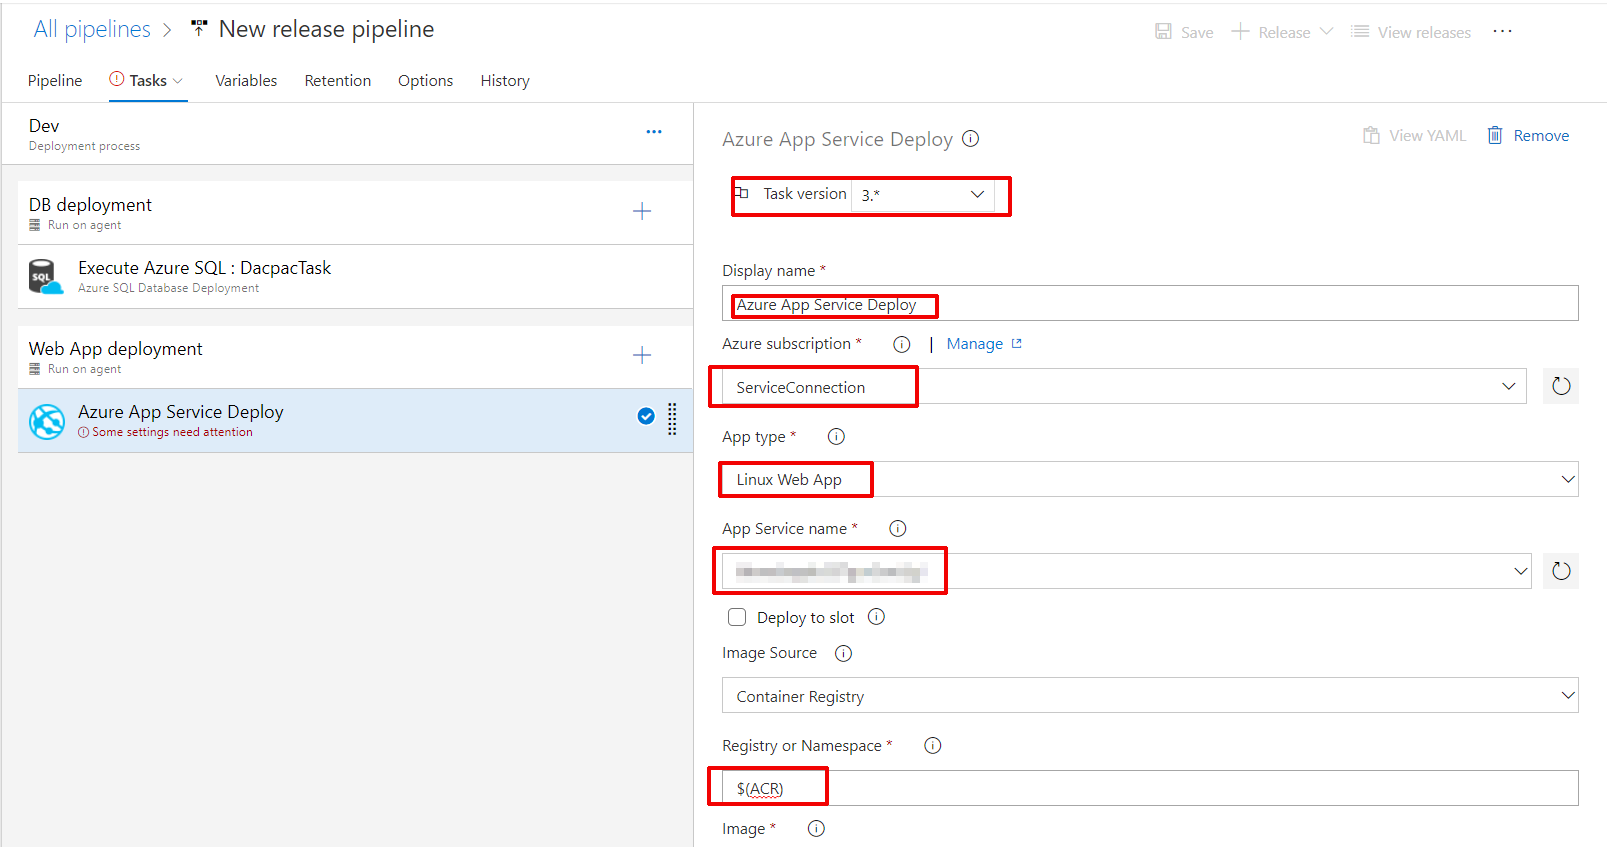 All pipelines > New release pipeline
Save + Release View releases ...
Pipeline Tasks Variables Retention Options History
Dev
Deployment process
DB deployment
Run on agent
SQL
Execute Azure SQL : DacpacTask
Azure SQL Database Deployment
Web App deployment
Run on agent
Azure App Service Deploy
Some settings need attention
Azure App Service Deploy
View YAML Remove
Task version 3.*
Display name *
Azure App Service Deploy
Azure subscription * | Manage
ServiceConnection
App type *
Linux Web App
App Service name *
Deploy to slot
Image Source
Container Registry
Registry or Namespace *
$(ACR)
Image *